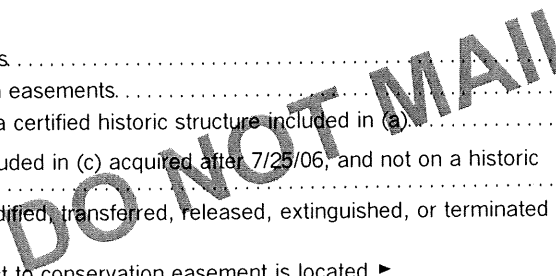 s.
easements.
a certified historic structure included in (a).
uded in (c) acquired after 7/25/06, and not on a historic
dified, transferred, released, extinguished, or terminated
t to conservation easement is located ►
DO NOT MAIL